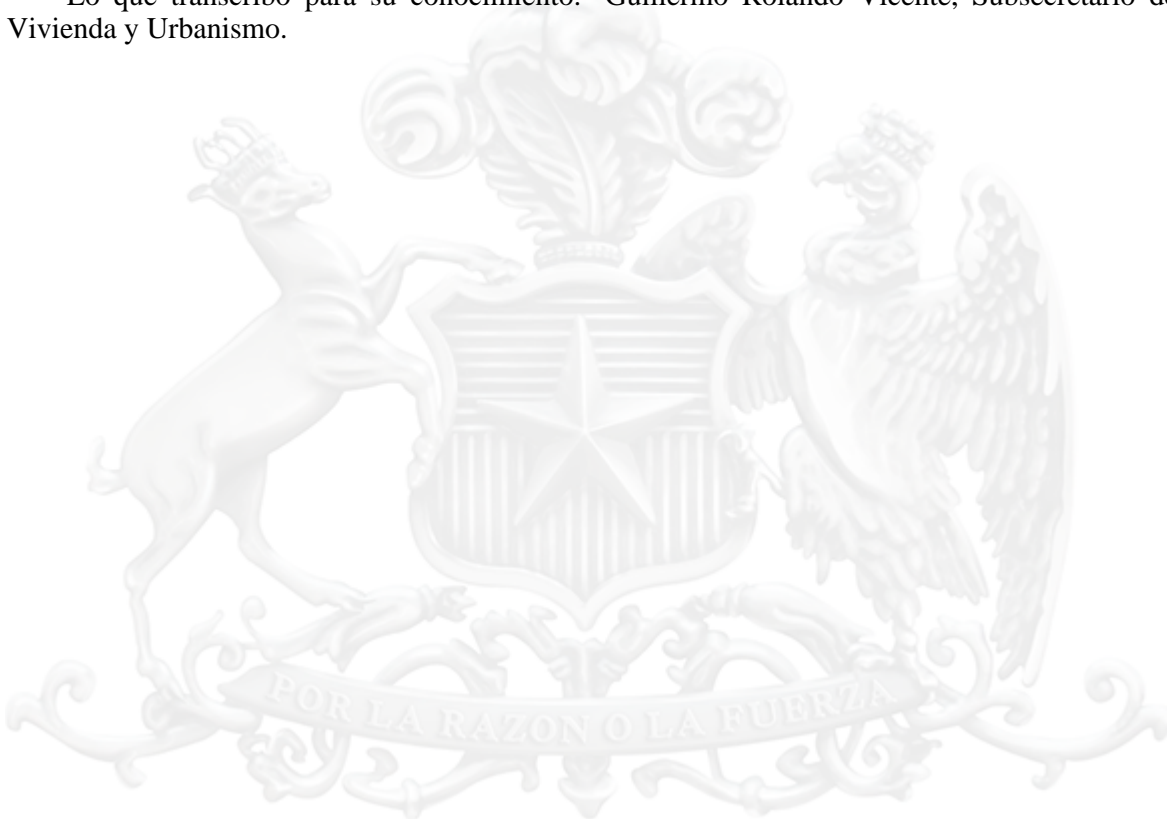 Lo que transcribo para su conocimiento.- Guillermo Rolando Vicente, Subsecretario de
Vivienda y Urbanismo.
POR LA RAZON O LA FUERZA